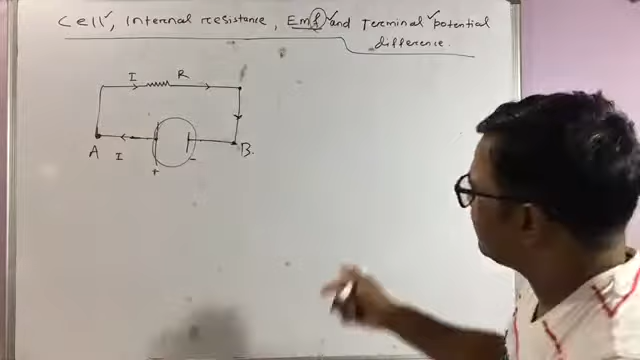 Cell, Internal resistance, Emf and Terminal potential
difference.
I R
A I B.
+ -